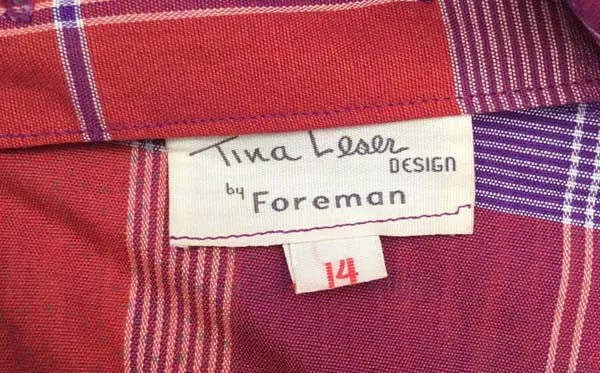 Tina Leser
DESIGN
by Foreman
14